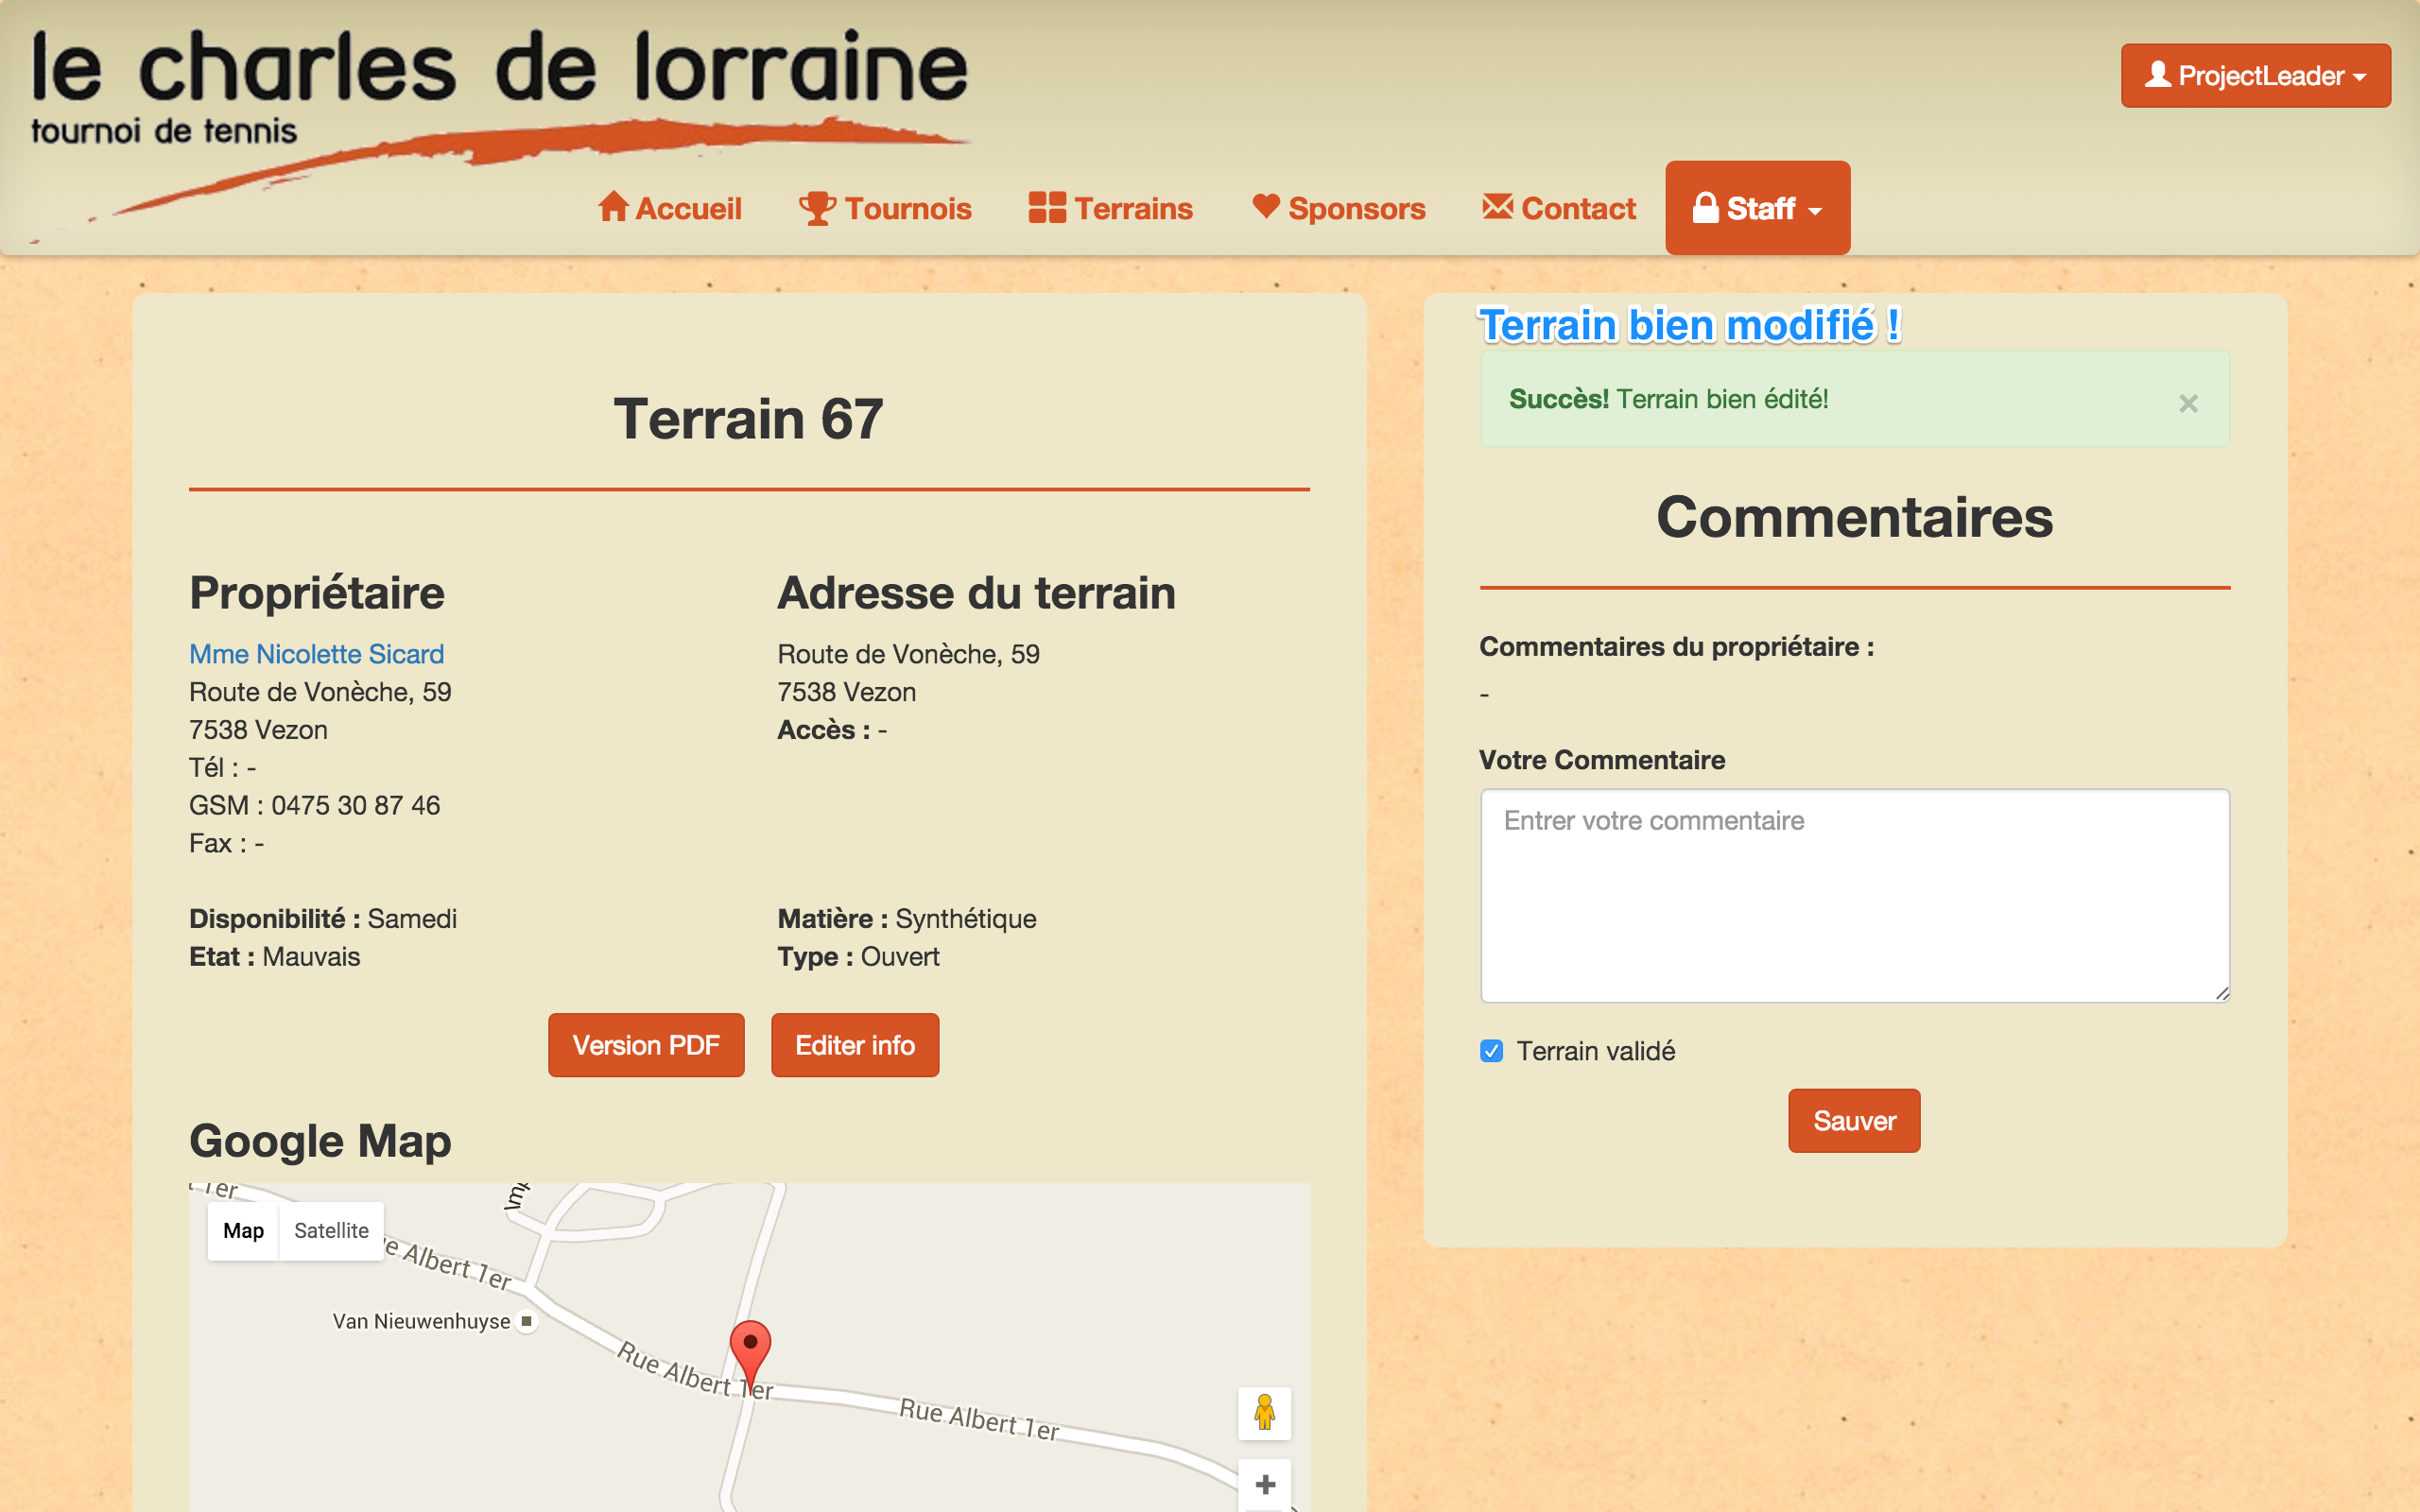 le charles de lorraine
tournoi de tennis
ProjectLeader
Accueil
Tournois
Terrains
Sponsors
Contact
Staff
Terrain 67
Propriétaire
Mme Nicolette Sicard
Route de Vonèche, 59
7538 Vezon
Tél : -
GSM : 0475 30 87 46
Fax : -
Adresse du terrain
Route de Vonèche, 59
7538 Vezon
Accès : -
Disponibilité : Samedi
Etat : Mauvais
Matière : Synthétique
Type : Ouvert
Version PDF
Editer info
Google Map
Map
Satellite
Ter
Albert 1er
Van Nieuwenhuyse
Rue Albert 1er
Rue Albert 1er
Terrain bien modifié !
Succès! Terrain bien édité!
×
Commentaires
Commentaires du propriétaire :
-
Votre Commentaire
Entrer votre commentaire
Terrain validé
Sauver